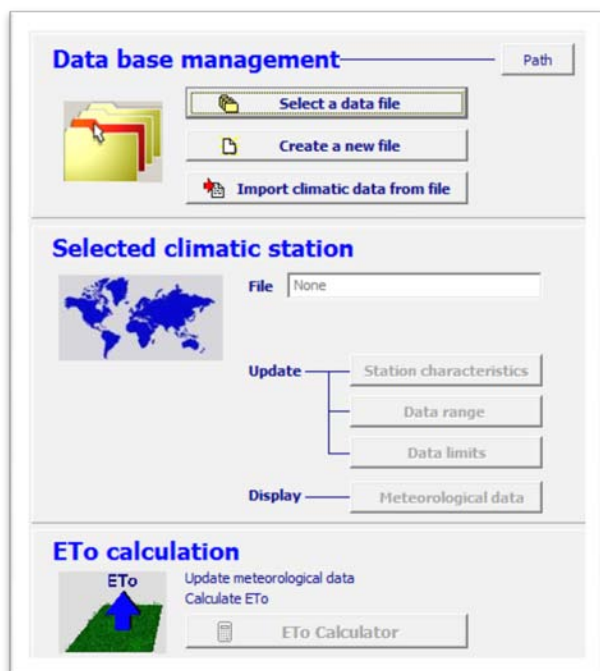 Data base management
Path
Select a data file
Create a new file
Import climatic data from file
Selected climatic station
File None
Update Station characteristics
Data range
Data limits
Display Meteorological data
ETo calculation
ETo
Update meteorological data
Calculate ETo
ETo Calculator